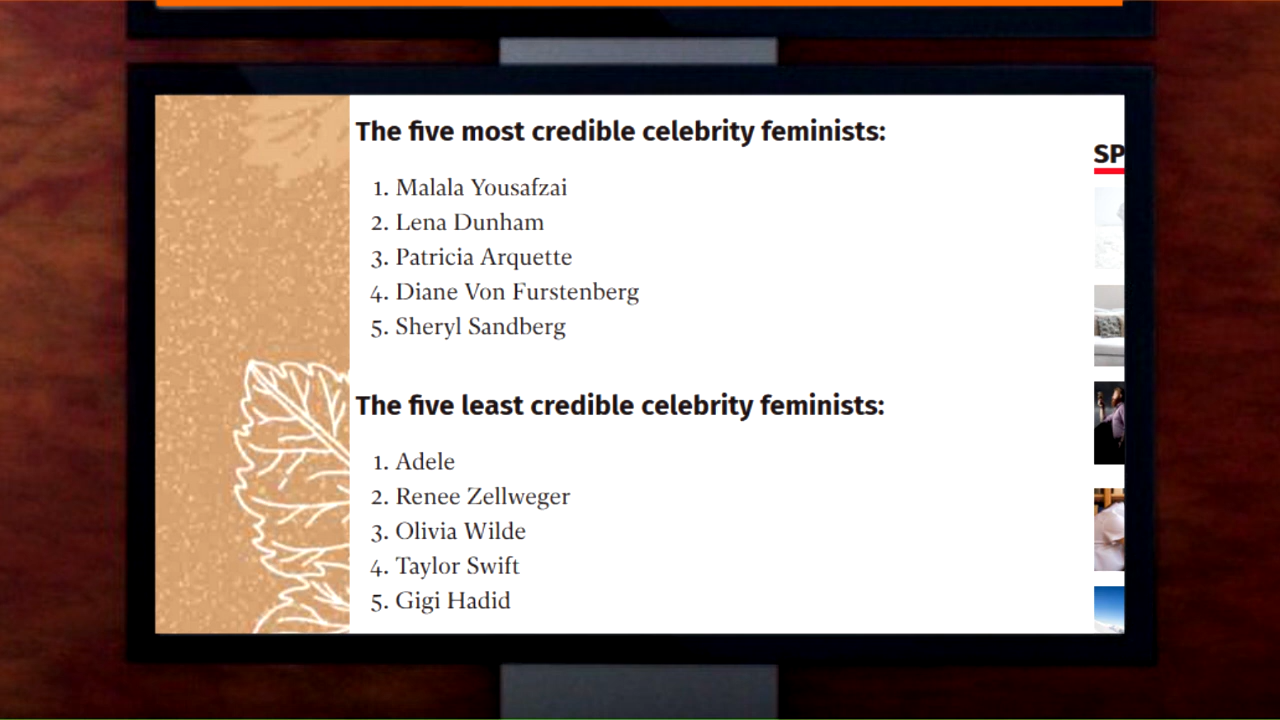 The five most credible celebrity feminists:
1. Malala Yousafzai
2. Lena Dunham
3. Patricia Arquette
4. Diane Von Furstenberg
5. Sheryl Sandberg
SP
The five least credible celebrity feminists:
1. Adele
2. Renee Zellweger
3. Olivia Wilde
4. Taylor Swift
5. Gigi Hadid